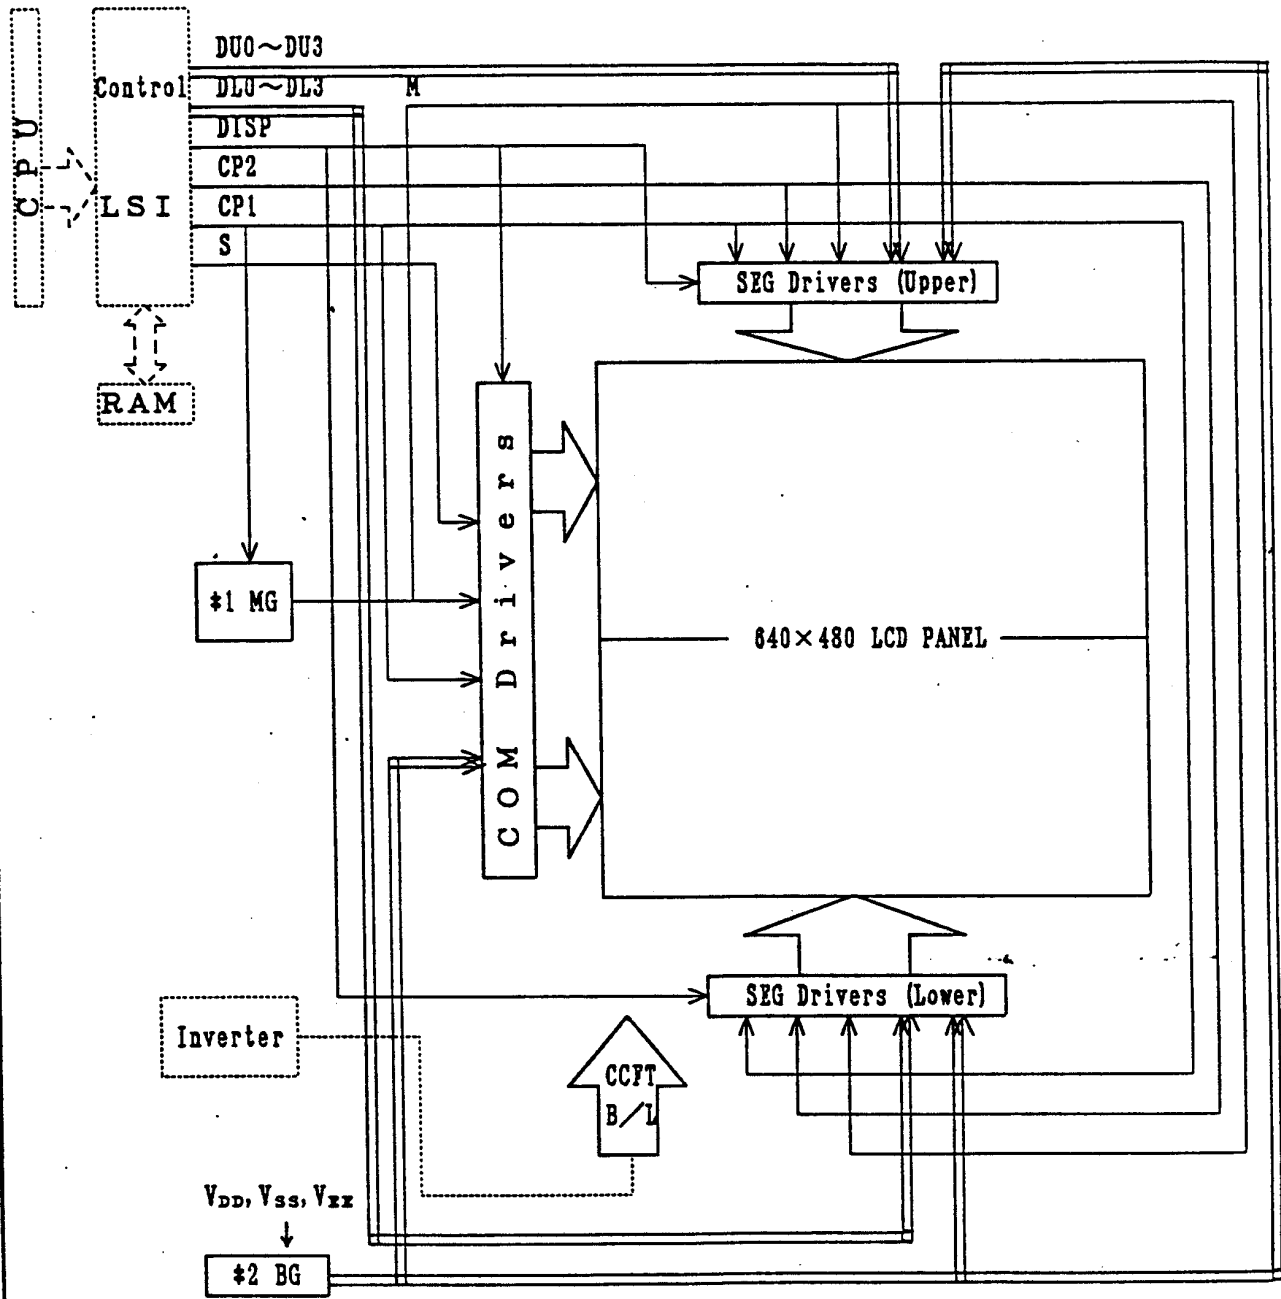 DU0～DU3
Control
DL0～DL3
M
DISP
CPU
CP2
LSI
CP1
S
SEG Drivers (Upper)
RAM
COM Drivers
*1 MG
640×480 LCD PANEL
SEG Drivers (Lower)
Inverter
CCFT
B/L
VDD, VSS, VEE
*2 BG